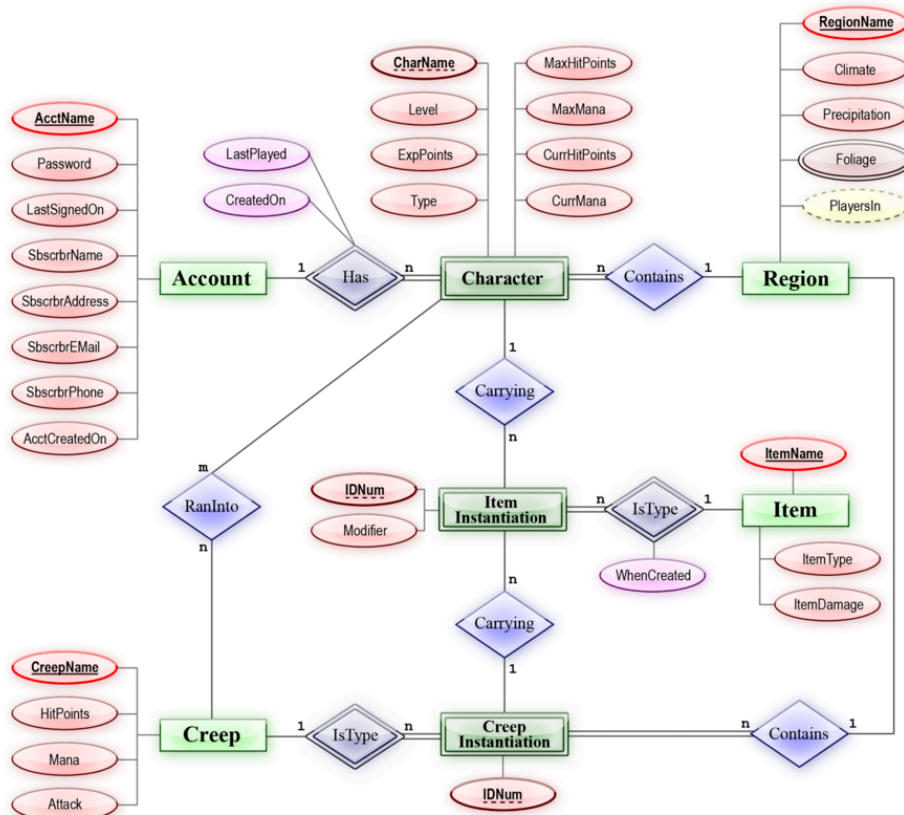 RegionName
CharName
MaxHitPoints
Climate
AcctName
Level
MaxMana
Precipitation
Password
LastPlayed
ExpPoints
CurrHitPoints
Foliage
LastSignedOn
CreatedOn
Type
CurrMana
PlayersIn
SbscrbrName
Account
1
Has
n
Character
n
Contains
1
Region
SbscrbrAddress
SbscrbrEMail
1
SbscrbrPhone
Carrying
AcctCreatedOn
n
m
ItemName
RanInto
IDNum
Item
Instantiation
n
IsType
1
Item
Modifier
n
ItemType
n
WhenCreated
ItemDamage
Carrying
CreepName
1
HitPoints
Creep
1
IsType
n
Creep
Instantiation
n
Contains
1
Mana
IDNum
Attack